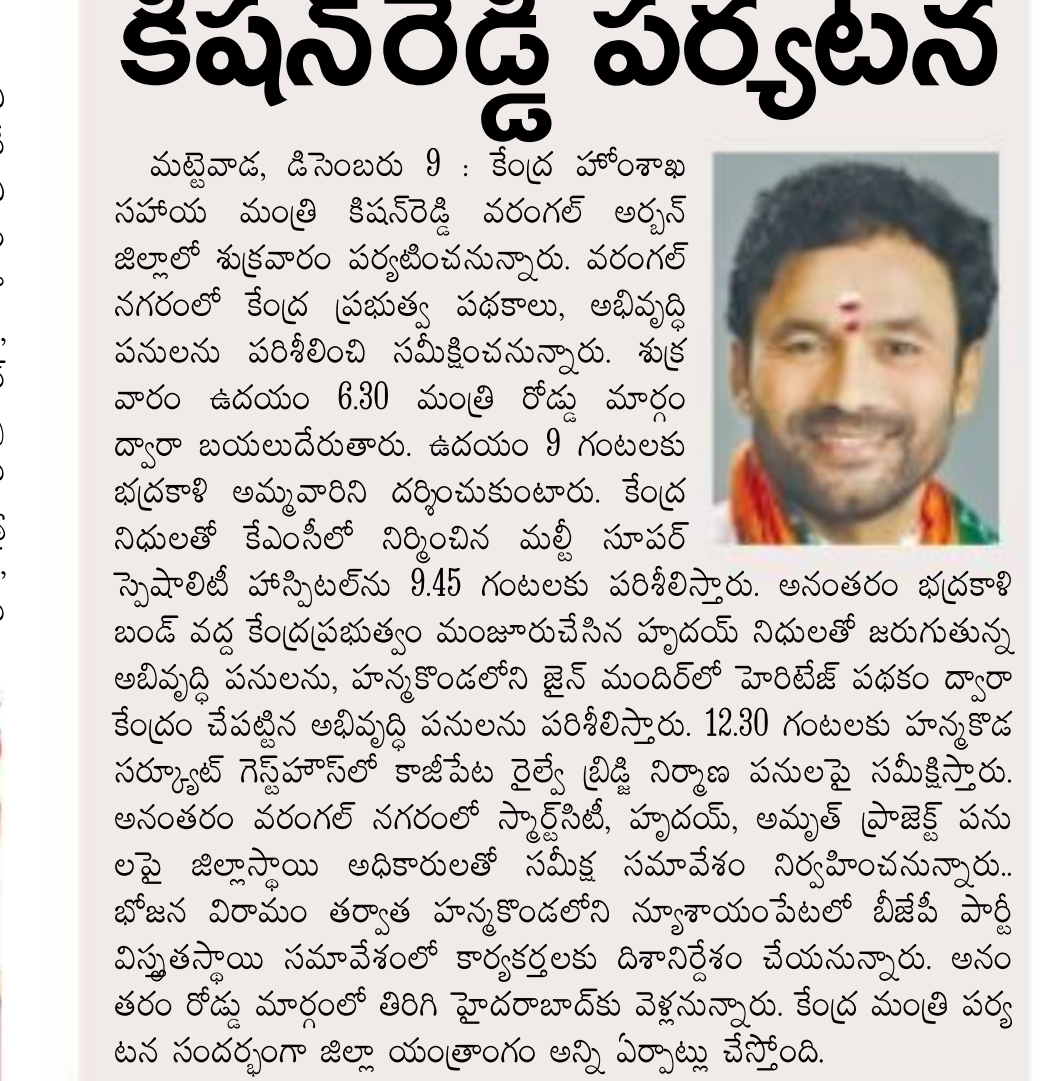 కిషన్‌రెడ్డి పర్యటన
మట్టెవాడ, డిసెంబరు 9 : కేంద్ర హోంశాఖ
సహాయ మంత్రి కిషన్‌రెడ్డి వరంగల్ అర్బన్
జిల్లాలో శుక్రవారం పర్యటించనున్నారు. వరంగల్
నగరంలో కేంద్ర ప్రభుత్వ పథకాలు, అభివృద్ధి
పనులను పరిశీలించి సమీక్షించనున్నారు. శుక్ర
వారం ఉదయం 6.30 మంత్రి రోడ్డు మార్గం
ద్వారా బయలుదేరుతారు. ఉదయం 9 గంటలకు
భద్రకాళి అమ్మవారిని దర్శించుకుంటారు. కేంద్ర
నిధులతో కేఎంసీలో నిర్మించిన మల్టీ సూపర్
స్పెషాలిటీ హాస్పిటల్‌ను 9.45 గంటలకు పరిశీలిస్తారు. అనంతరం భద్రకాళి
బండ్ వద్ద కేంద్రప్రభుత్వం మంజూరుచేసిన హృదయ్ నిధులతో జరుగుతున్న
అబివృద్ధి పనులను, హన్మకొండలోని జైన్ మందిర్‌లో హెరిటేజ్ పథకం ద్వారా
కేంద్రం చేపట్టిన అభివృద్ధి పనులను పరిశీలిస్తారు. 12.30 గంటలకు హన్మకొడ
సర్క్యూట్ గెస్ట్‌హౌస్‌లో కాజీపేట రైల్వే బ్రిడ్జి నిర్మాణ పనులపై సమీక్షిస్తారు.
అనంతరం వరంగల్ నగరంలో స్మార్ట్‌సిటీ, హృదయ్, అమృత్ ప్రాజెక్ట్ పను
లపై జిల్లాస్థాయి అధికారులతో సమీక్ష సమావేశం నిర్వహించనున్నారు..
భోజన విరామం తర్వాత హన్మకొండలోని న్యూశాయంపేటలో బీజేపీ పార్టీ
విస్తృతస్థాయి సమావేశంలో కార్యకర్తలకు దిశానిర్దేశం చేయనున్నారు. అనం
తరం రోడ్డు మార్గంలో తిరిగి హైదరాబాద్‌కు వెళ్లనున్నారు. కేంద్ర మంత్రి పర్య
టన సందర్భంగా జిల్లా యంత్రాంగం అన్ని ఏర్పాట్లు చేస్తోంది.